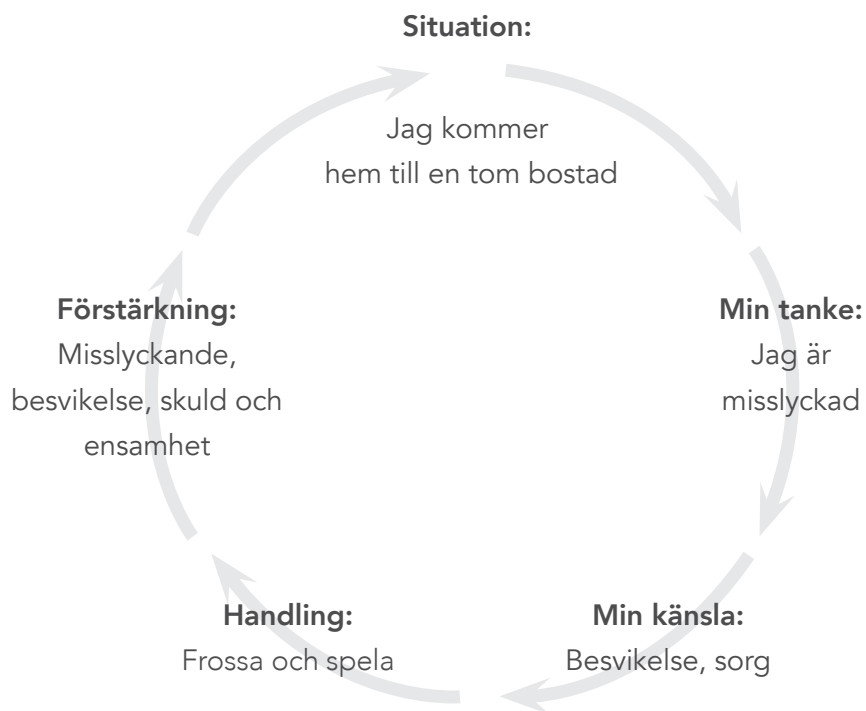 Situation:
Jag kommer
hem till en tom bostad
Förstärkning:
Misslyckande,
besvikelse, skuld och
ensamhet
Min tanke:
Jag är
misslyckad
Handling:
Frossa och spela
Min känsla:
Besvikelse, sorg